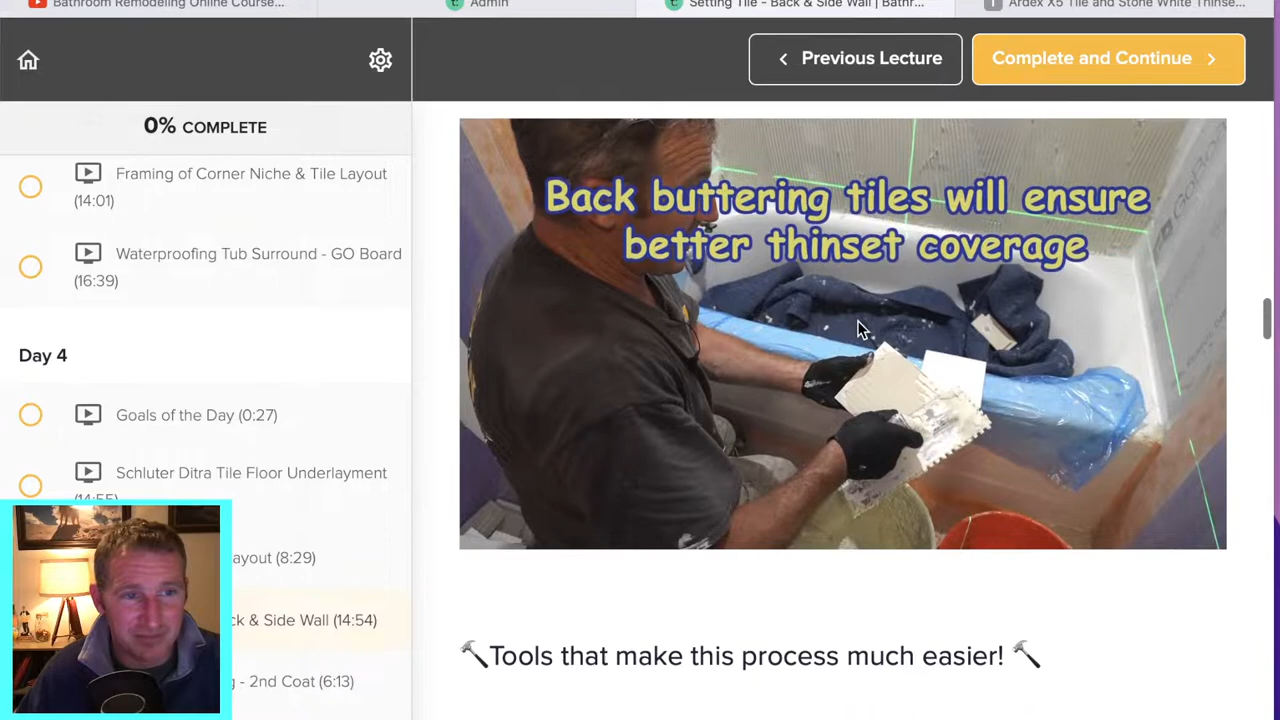 Bathroom Remodeling Online Course...
Admin
Setting Tile - Back & Side Wall | Bathr...
Ardex X5 Tile and Stone White Thinse...
Previous Lecture
Complete and Continue
0% COMPLETE
Framing of Corner Niche & Tile Layout
(14:01)
Waterproofing Tub Surround - GO Board
(16:39)
Day 4
Goals of the Day (0:27)
Schluter Ditra Tile Floor Underlayment
(14:55)
ayout (8:29)
ck & Side Wall (14:54)
g - 2nd Coat (6:13)
Back buttering tiles will ensure
better thinset coverage
🔨Tools that make this process much easier! 🔨